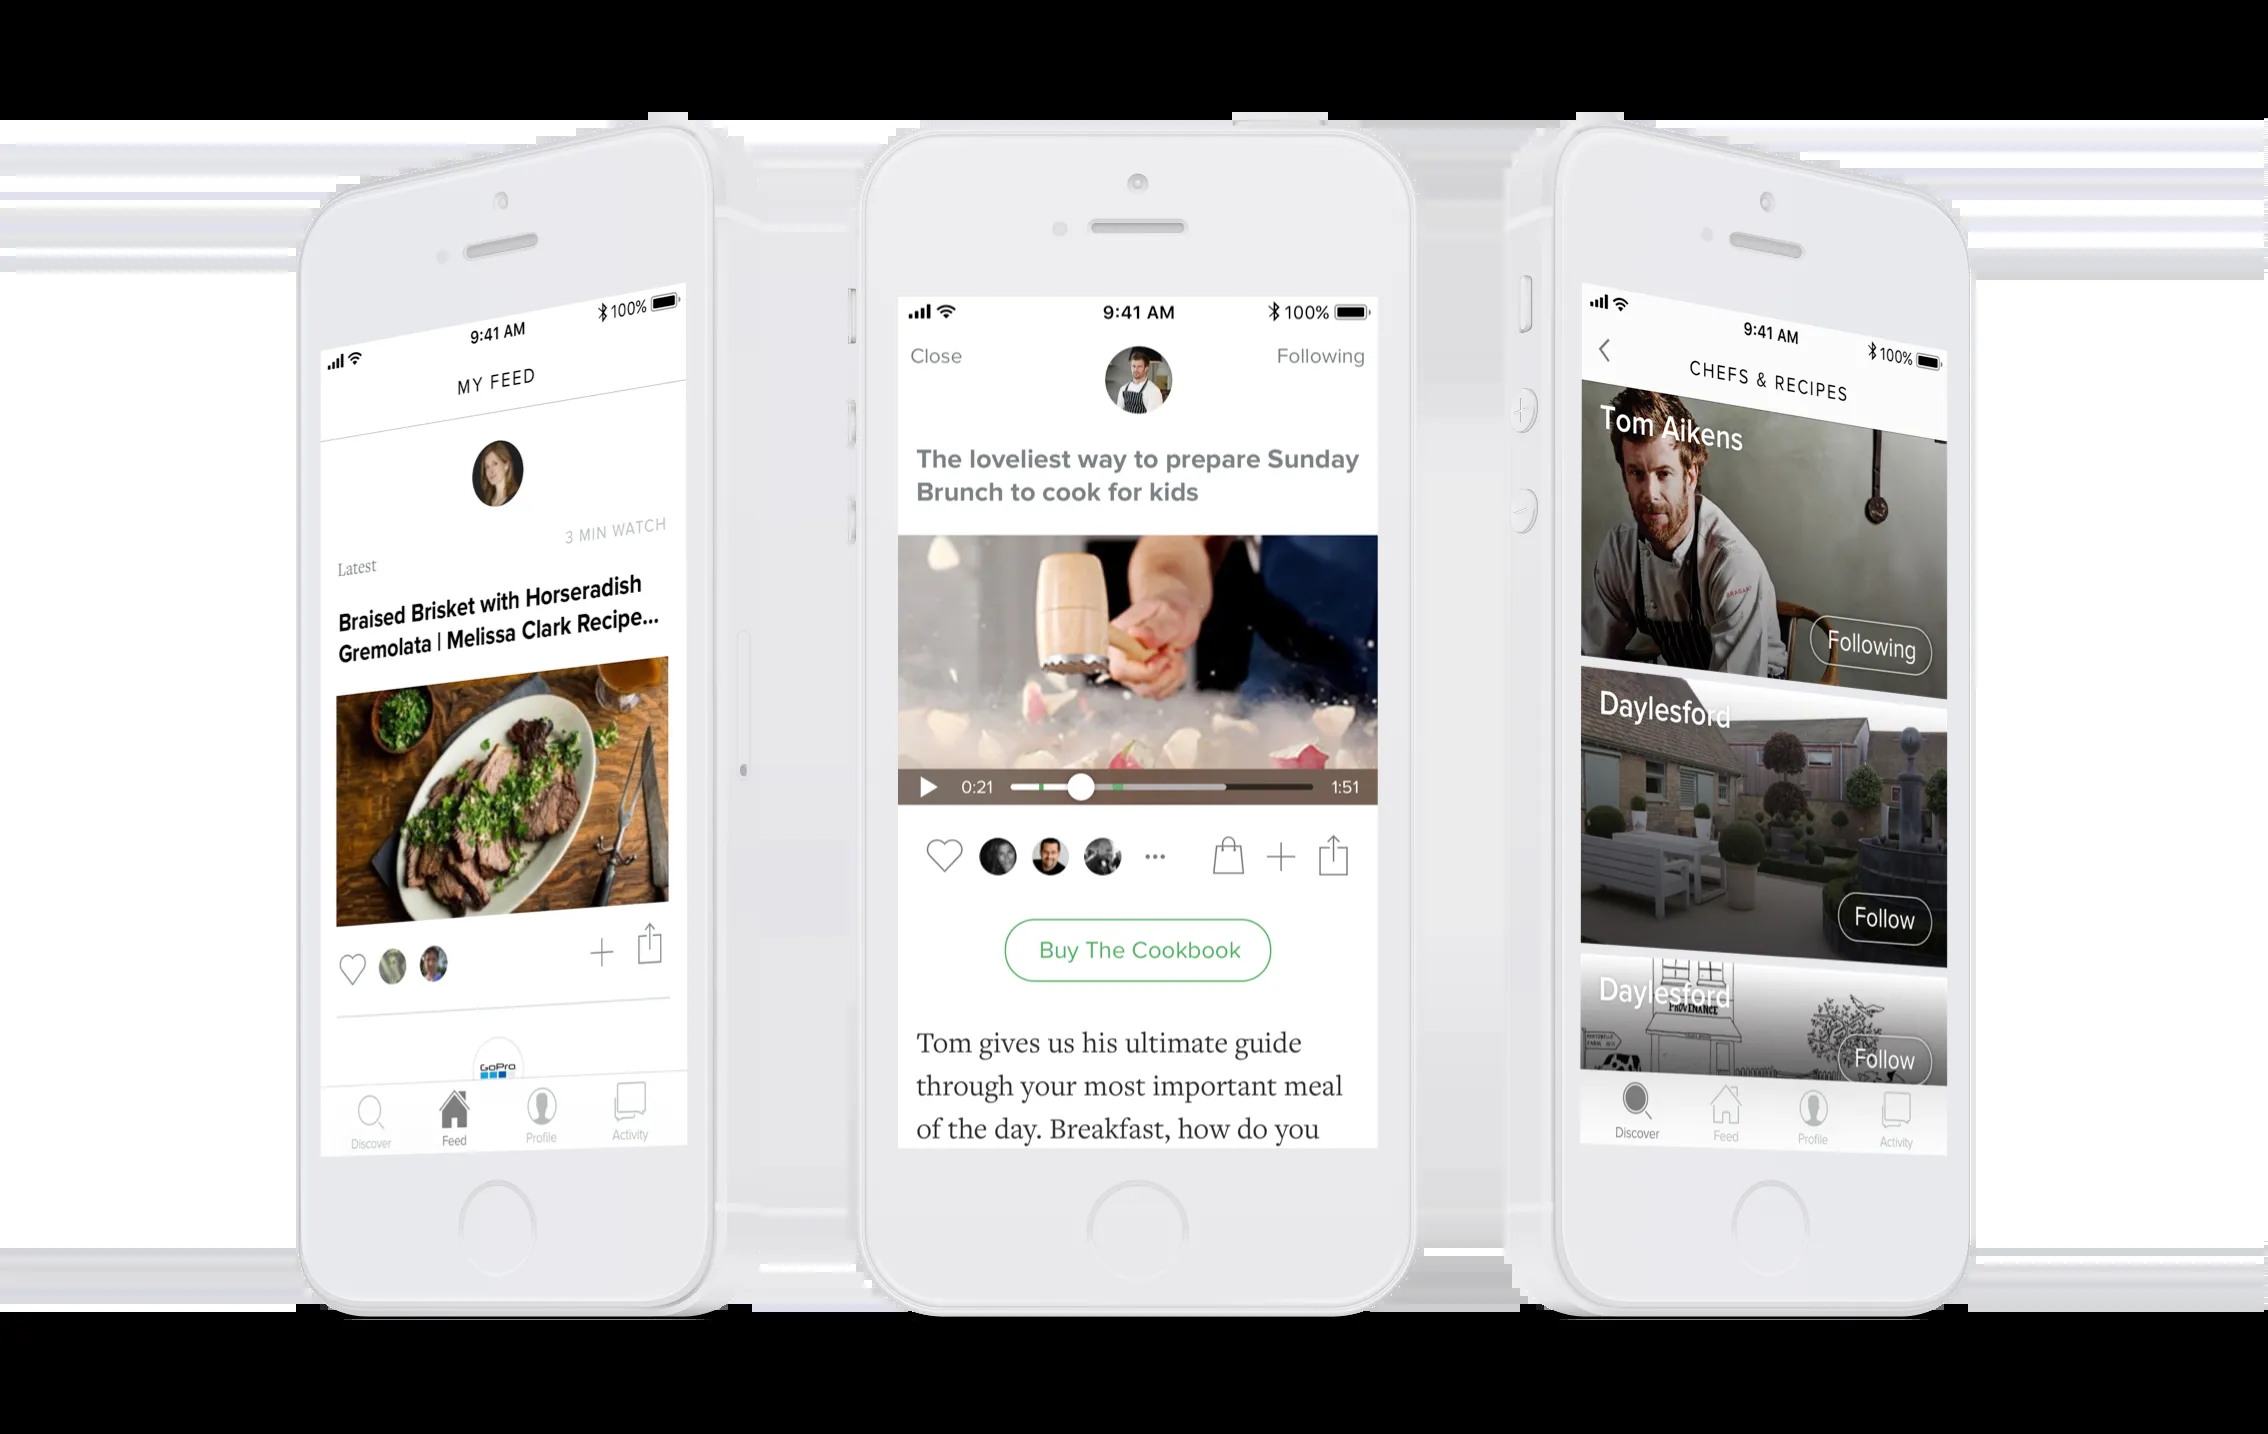 100%
9:41 AM
MY FEED
3 MIN WATCH
Latest
Braised Brisket with Horseradish
Gremolata | Melissa Clark Recipe...
GoPro
Discover
Feed
Profile
Activity
9:41 AM
100%
Close
Following
The loveliest way to prepare Sunday
Brunch to cook for kids
0:21
1:51
Buy The Cookbook
Tom gives us his ultimate guide
through your most important meal
of the day. Breakfast, how do you
9:41 AM
100%
CHEFS & RECIPES
Tom Aikens
Following
Daylesford
Follow
Daylesford
PROVENANCE
Follow
Discover
Feed
Profile
Activity